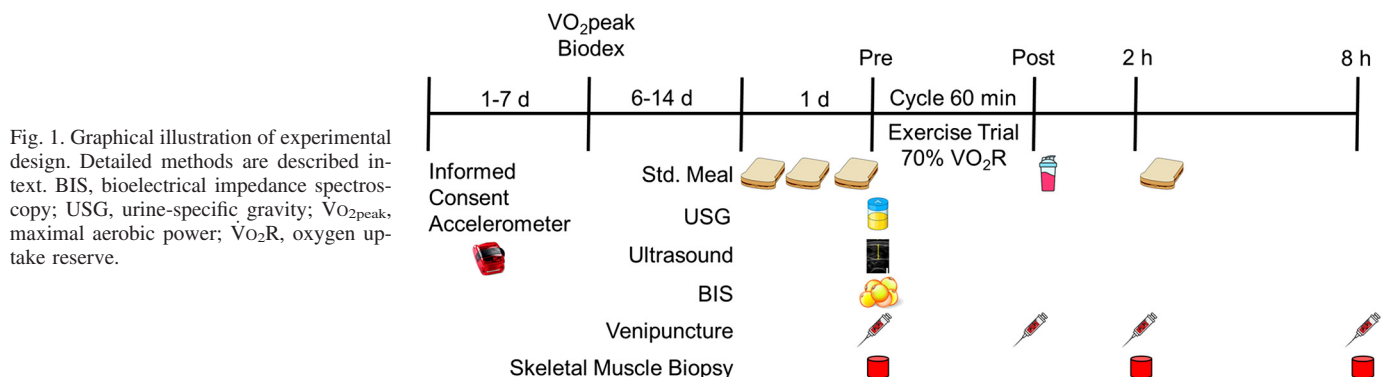 Fig. 1. Graphical illustration of experimental
design. Detailed methods are described in-
text. BIS, bioelectrical impedance spectros-
copy; USG, urine-specific gravity; V̇O₂peak,
maximal aerobic power; V̇O₂R, oxygen up-
take reserve.
VO₂peak
Biodex
Pre
Post
2 h
8 h
1-7 d
6-14 d
1 d
Cycle 60 min
Exercise Trial
70% VO₂R
Informed
Consent
Accelerometer
Std. Meal
USG
Ultrasound
BIS
Venipuncture
Skeletal Muscle Biopsy